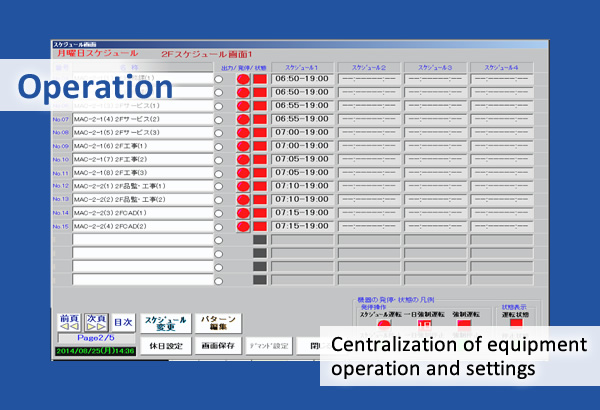 スケジュール画面
月曜日スケジュール 2Fスケジュール画面1
出力/発停/状態 スケジュール1 スケジュール2 スケジュール3 スケジュール4
Operation
06:50-19:00 --:-- --:-- --:-- --:-- --:-- --:--
06:50-19:00 --:-- --:-- --:-- --:-- --:-- --:--
2Fサービス(1) 06:55-19:00 --:-- --:-- --:-- --:-- --:-- --:--
No.07 MAC-2-1(4) 2Fサービス(2) 06:55-19:00 --:-- --:-- --:-- --:-- --:-- --:--
No.08 MAC-2-1(5) 2Fサービス(3) 07:00-19:00 --:-- --:-- --:-- --:-- --:-- --:--
No.09 MAC-2-1(6) 2F工事(1) 07:00-19:00 --:-- --:-- --:-- --:-- --:-- --:--
No.10 MAC-2-1(7) 2F工事(2) 07:05-19:00 --:-- --:-- --:-- --:-- --:-- --:--
No.11 MAC-2-1(8) 2F工事(3) 07:05-19:00 --:-- --:-- --:-- --:-- --:-- --:--
No.12 MAC-2-2(1) 2F品監・工事(1) 07:10-19:00 --:-- --:-- --:-- --:-- --:-- --:--
No.13 MAC-2-2(2) 2F品監・工事(2) 07:10-19:00 --:-- --:-- --:-- --:-- --:-- --:--
No.14 MAC-2-2(3) 2FCAD(1) 07:15-19:00 --:-- --:-- --:-- --:-- --:-- --:--
No.15 MAC-2-2(4) 2FCAD(2) 07:15-19:00 --:-- --:-- --:-- --:-- --:-- --:--
機器の発停・状態の凡例
発停操作 状態表示
スケジュール運転 一日強制運転 強制運転 運転状態
前頁 次頁 目次 スケジュール変更 パターン編集
Page2/5
2014/08/25(月)14:36 休日設定 画面保存 デマンド設定
Centralization of equipment
operation and settings